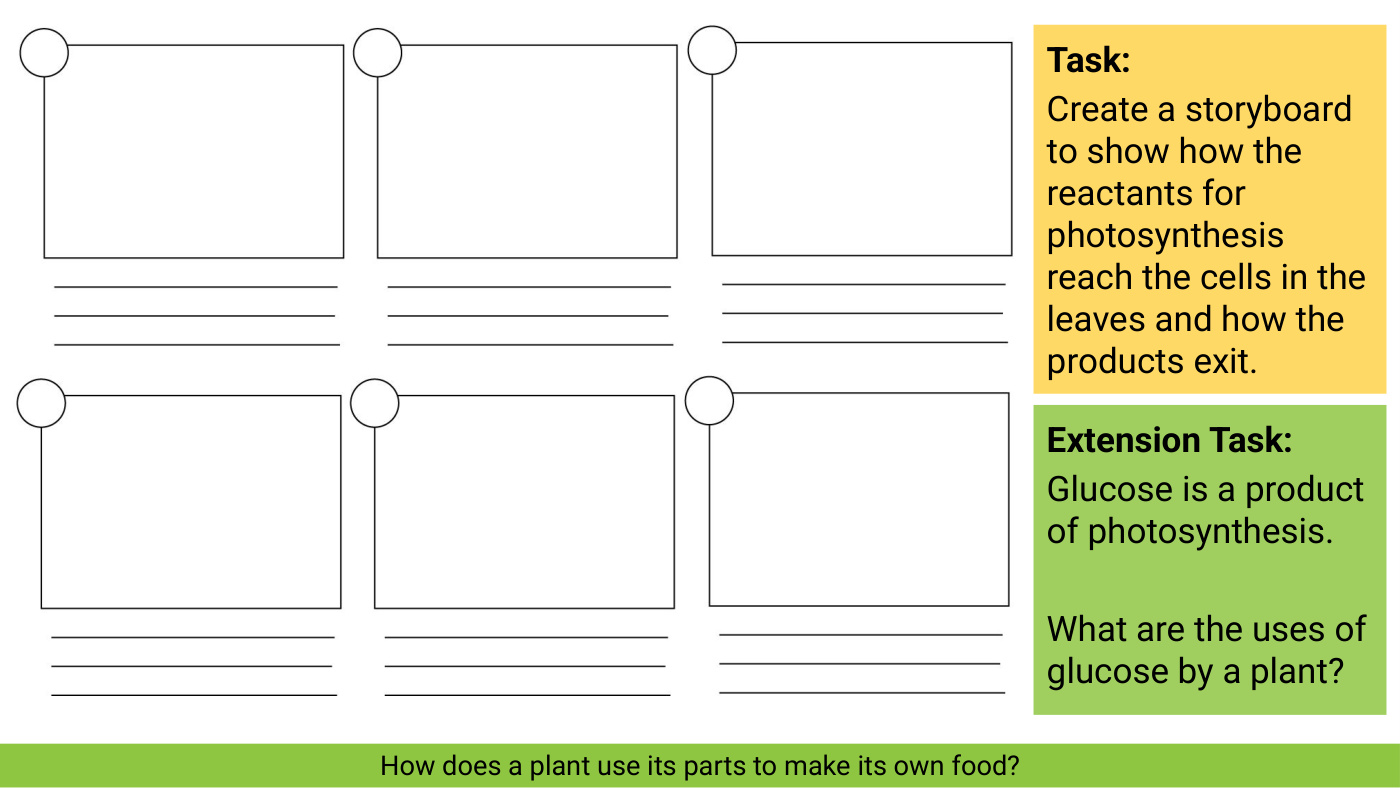 Task:
Create a storyboard
to show how the
reactants for
photosynthesis
reach the cells in the
leaves and how the
products exit.
Extension Task:
Glucose is a product
of photosynthesis.
What are the uses of
glucose by a plant?
How does a plant use its parts to make its own food?